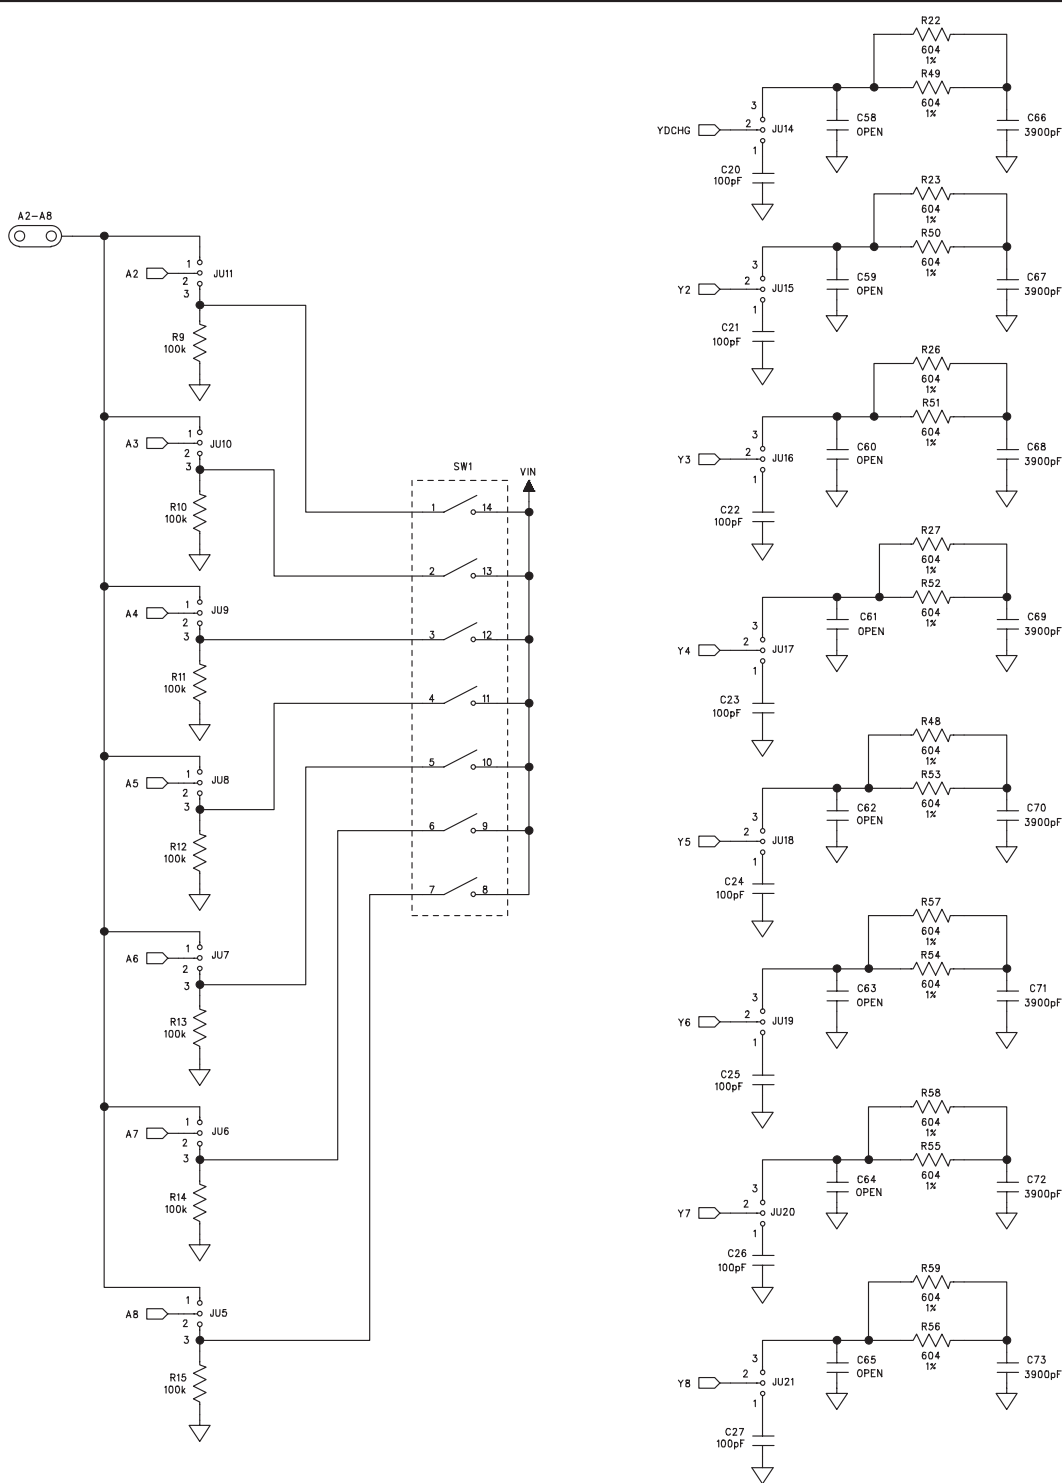 A2-A8
A2
1
2
3
JU11
R9
100k
A3
1
2
3
JU10
R10
100k
A4
1
2
3
JU9
R11
100k
A5
1
2
3
JU8
R12
100k
A6
1
2
3
JU7
R13
100k
A7
1
2
3
JU6
R14
100k
A8
1
2
3
JU5
R15
100k
SW1
VIN
1
14
2
13
3
12
4
11
5
10
6
9
7
8
R22
604
1%
R49
604
1%
YDCHG
3
2
1
JU14
C20
100pF
C58
OPEN
C66
3900pF
R23
604
1%
R50
604
1%
Y2
3
2
1
JU15
C21
100pF
C59
OPEN
C67
3900pF
R26
604
1%
R51
604
1%
Y3
3
2
1
JU16
C22
100pF
C60
OPEN
C68
3900pF
R27
604
1%
R52
604
1%
Y4
3
2
1
JU17
C23
100pF
C61
OPEN
C69
3900pF
R48
604
1%
R53
604
1%
Y5
3
2
1
JU18
C24
100pF
C62
OPEN
C70
3900pF
R57
604
1%
R54
604
1%
Y6
3
2
1
JU19
C25
100pF
C63
OPEN
C71
3900pF
R58
604
1%
R55
604
1%
Y7
3
2
1
JU20
C26
100pF
C64
OPEN
C72
3900pF
R59
604
1%
R56
604
1%
Y8
3
2
1
JU21
C27
100pF
C65
OPEN
C73
3900pF